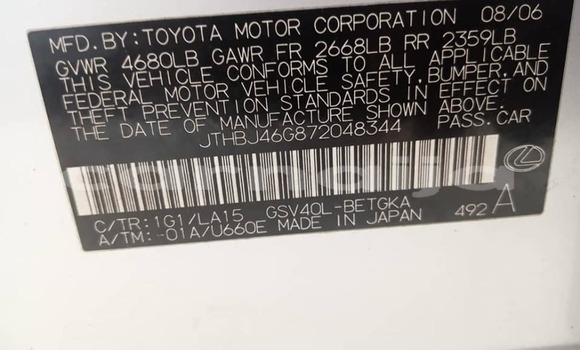 MFD.BY:TOYOTA MOTOR CORPORATION 08/06
GVWR 4680LB GAWR FR 2668LB RR 2359LB
THIS VEHICLE CONFORMS TO ALL APPLICABLE
FEDERAL MOTOR VEHICLE SAFETY,BUMPER,AND
THEFT PREVENTION STANDARDS IN EFFECT ON
THE DATE OF MANUFACTURE SHOWN ABOVE.
JTHBJ46G872048344 PASS.CAR
C/TR:1G1/LA15 GSV40L-BETGKA
A/TM:-01A/U660E MADE IN JAPAN 492 A